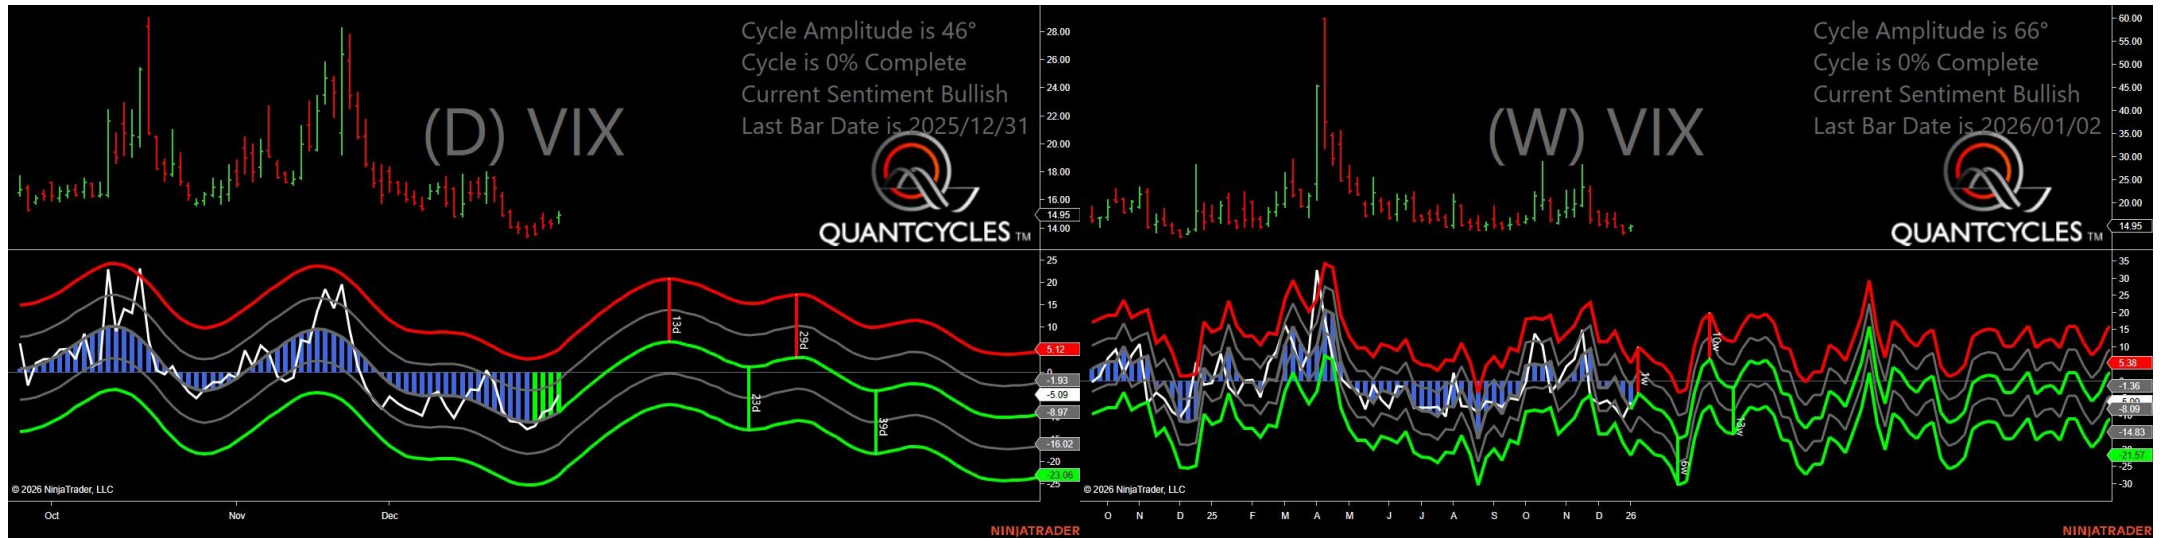 Cycle Amplitude is 46°
Cycle is 0% Complete
Current Sentiment Bullish
Last Bar Date is 2025/12/31
(D) VIX
QUANTCYCLES TM
28.00
26.00
24.00
22.00
20.00
18.00
16.00
14.95
14.00
25
20
15
10
5.12
0
-1.93
-5.09
-8.97
-16.02
-20
-23.06
-25
13d
29d
23d
39d
© 2026 NinjaTrader, LLC
Oct Nov Dec
NINJATRADER
Cycle Amplitude is 66°
Cycle is 0% Complete
Current Sentiment Bullish
Last Bar Date is 2026/01/02
(W) VIX
QUANTCYCLES TM
60.00
55.00
50.00
45.00
40.00
35.00
30.00
25.00
20.00
14.95
35
30
25
20
15
10
5.38
-1.36
-8.09
-14.83
-21.57
-25
-30
1w
10w
6w
13w
© 2026 NinjaTrader, LLC
O N D 25 F M A M J J A S O N D 26
NINJATRADER